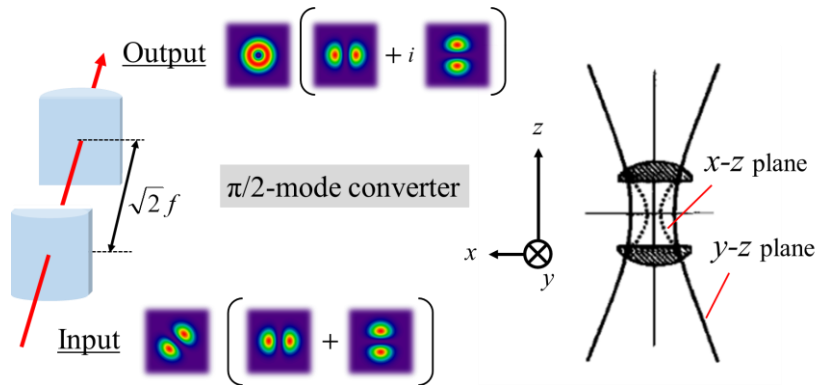 Output
+ i
√2 f
π/2-mode converter
z
x
y
x-z plane
y-z plane
Input
+